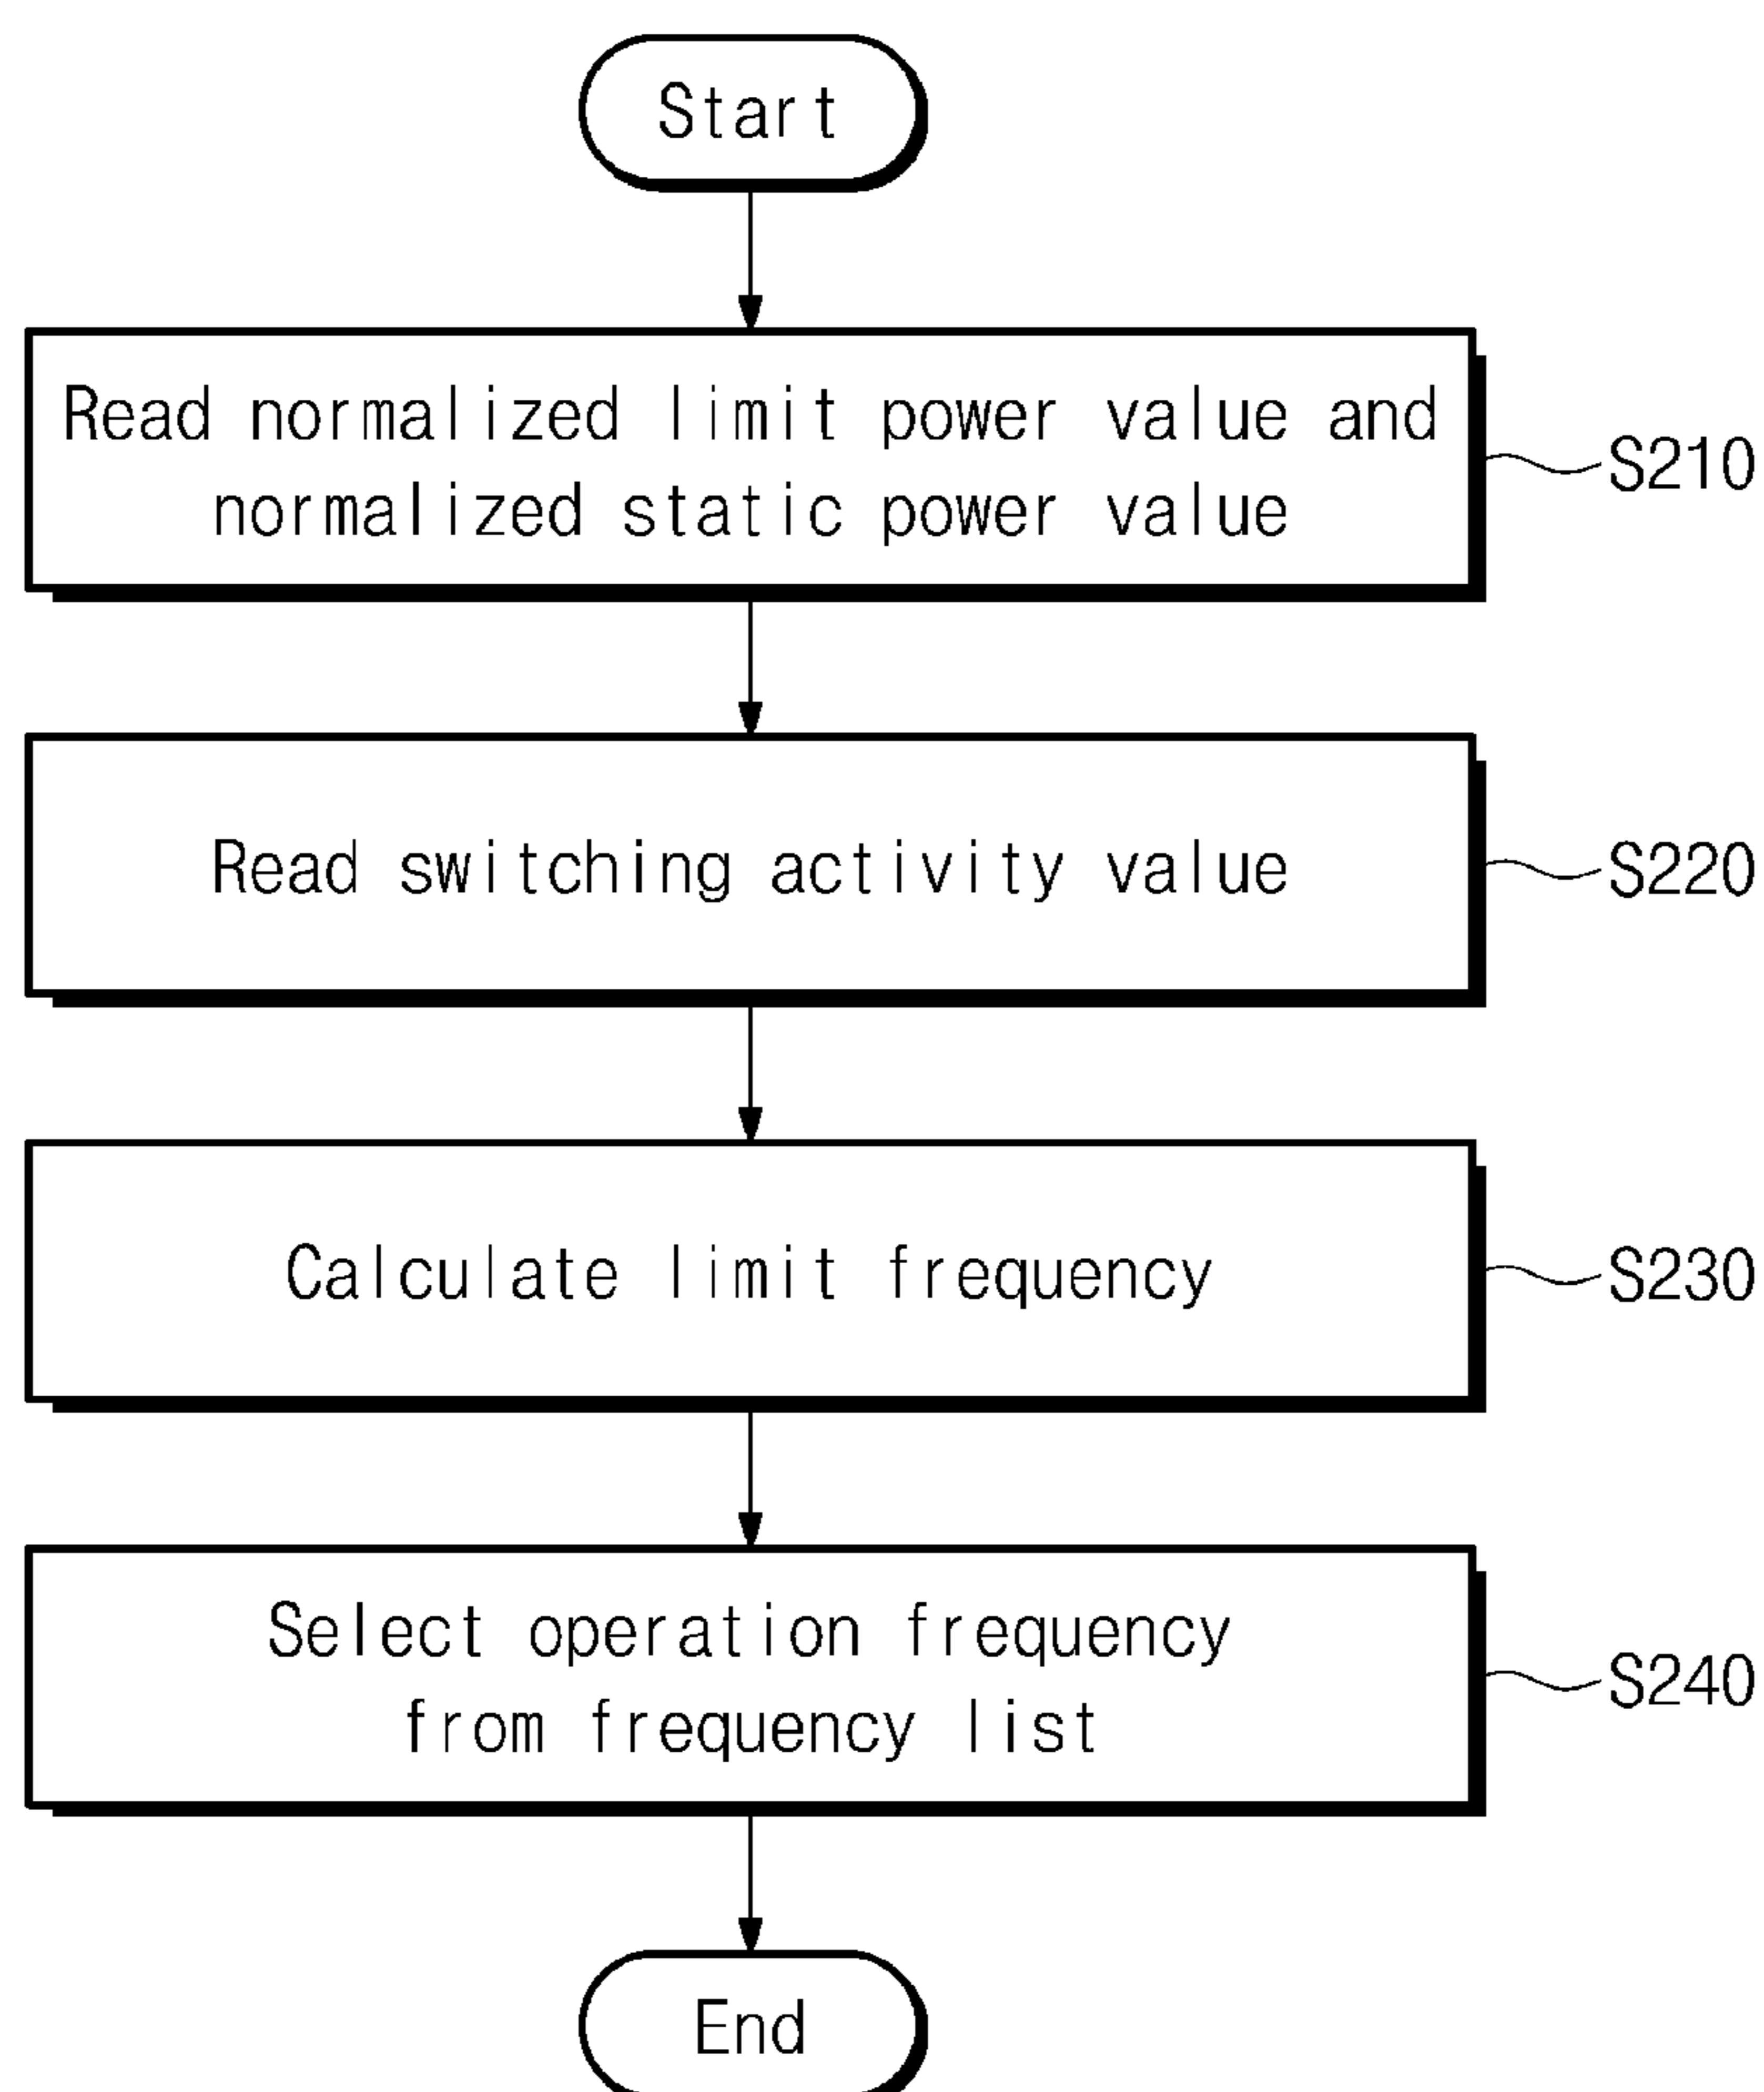 Start
Read normalized limit power value and
normalized static power value
S210
Read switching activity value
S220
Calculate limit frequency
S230
Select operation frequency
from frequency list
S240
End